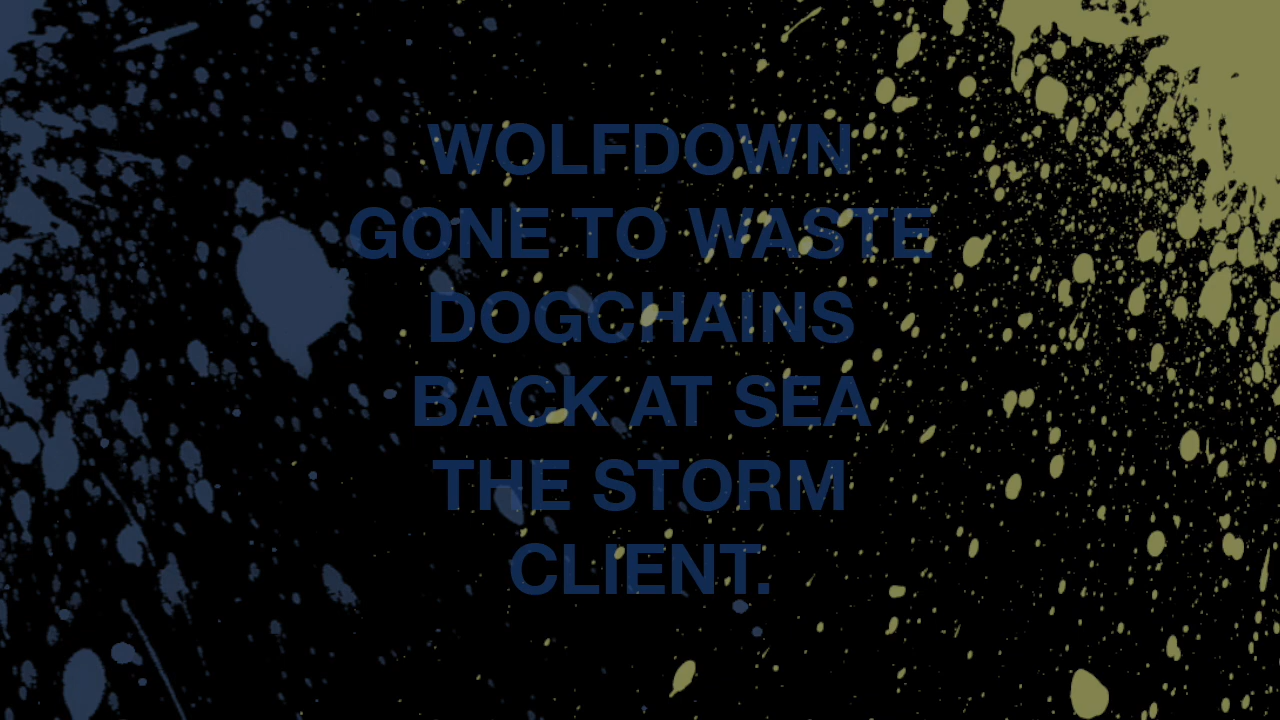 WOLFDOWN
GONE TO WASTE
DOGCHAINS
BACK AT SEA
THE STORM
CLIENT.